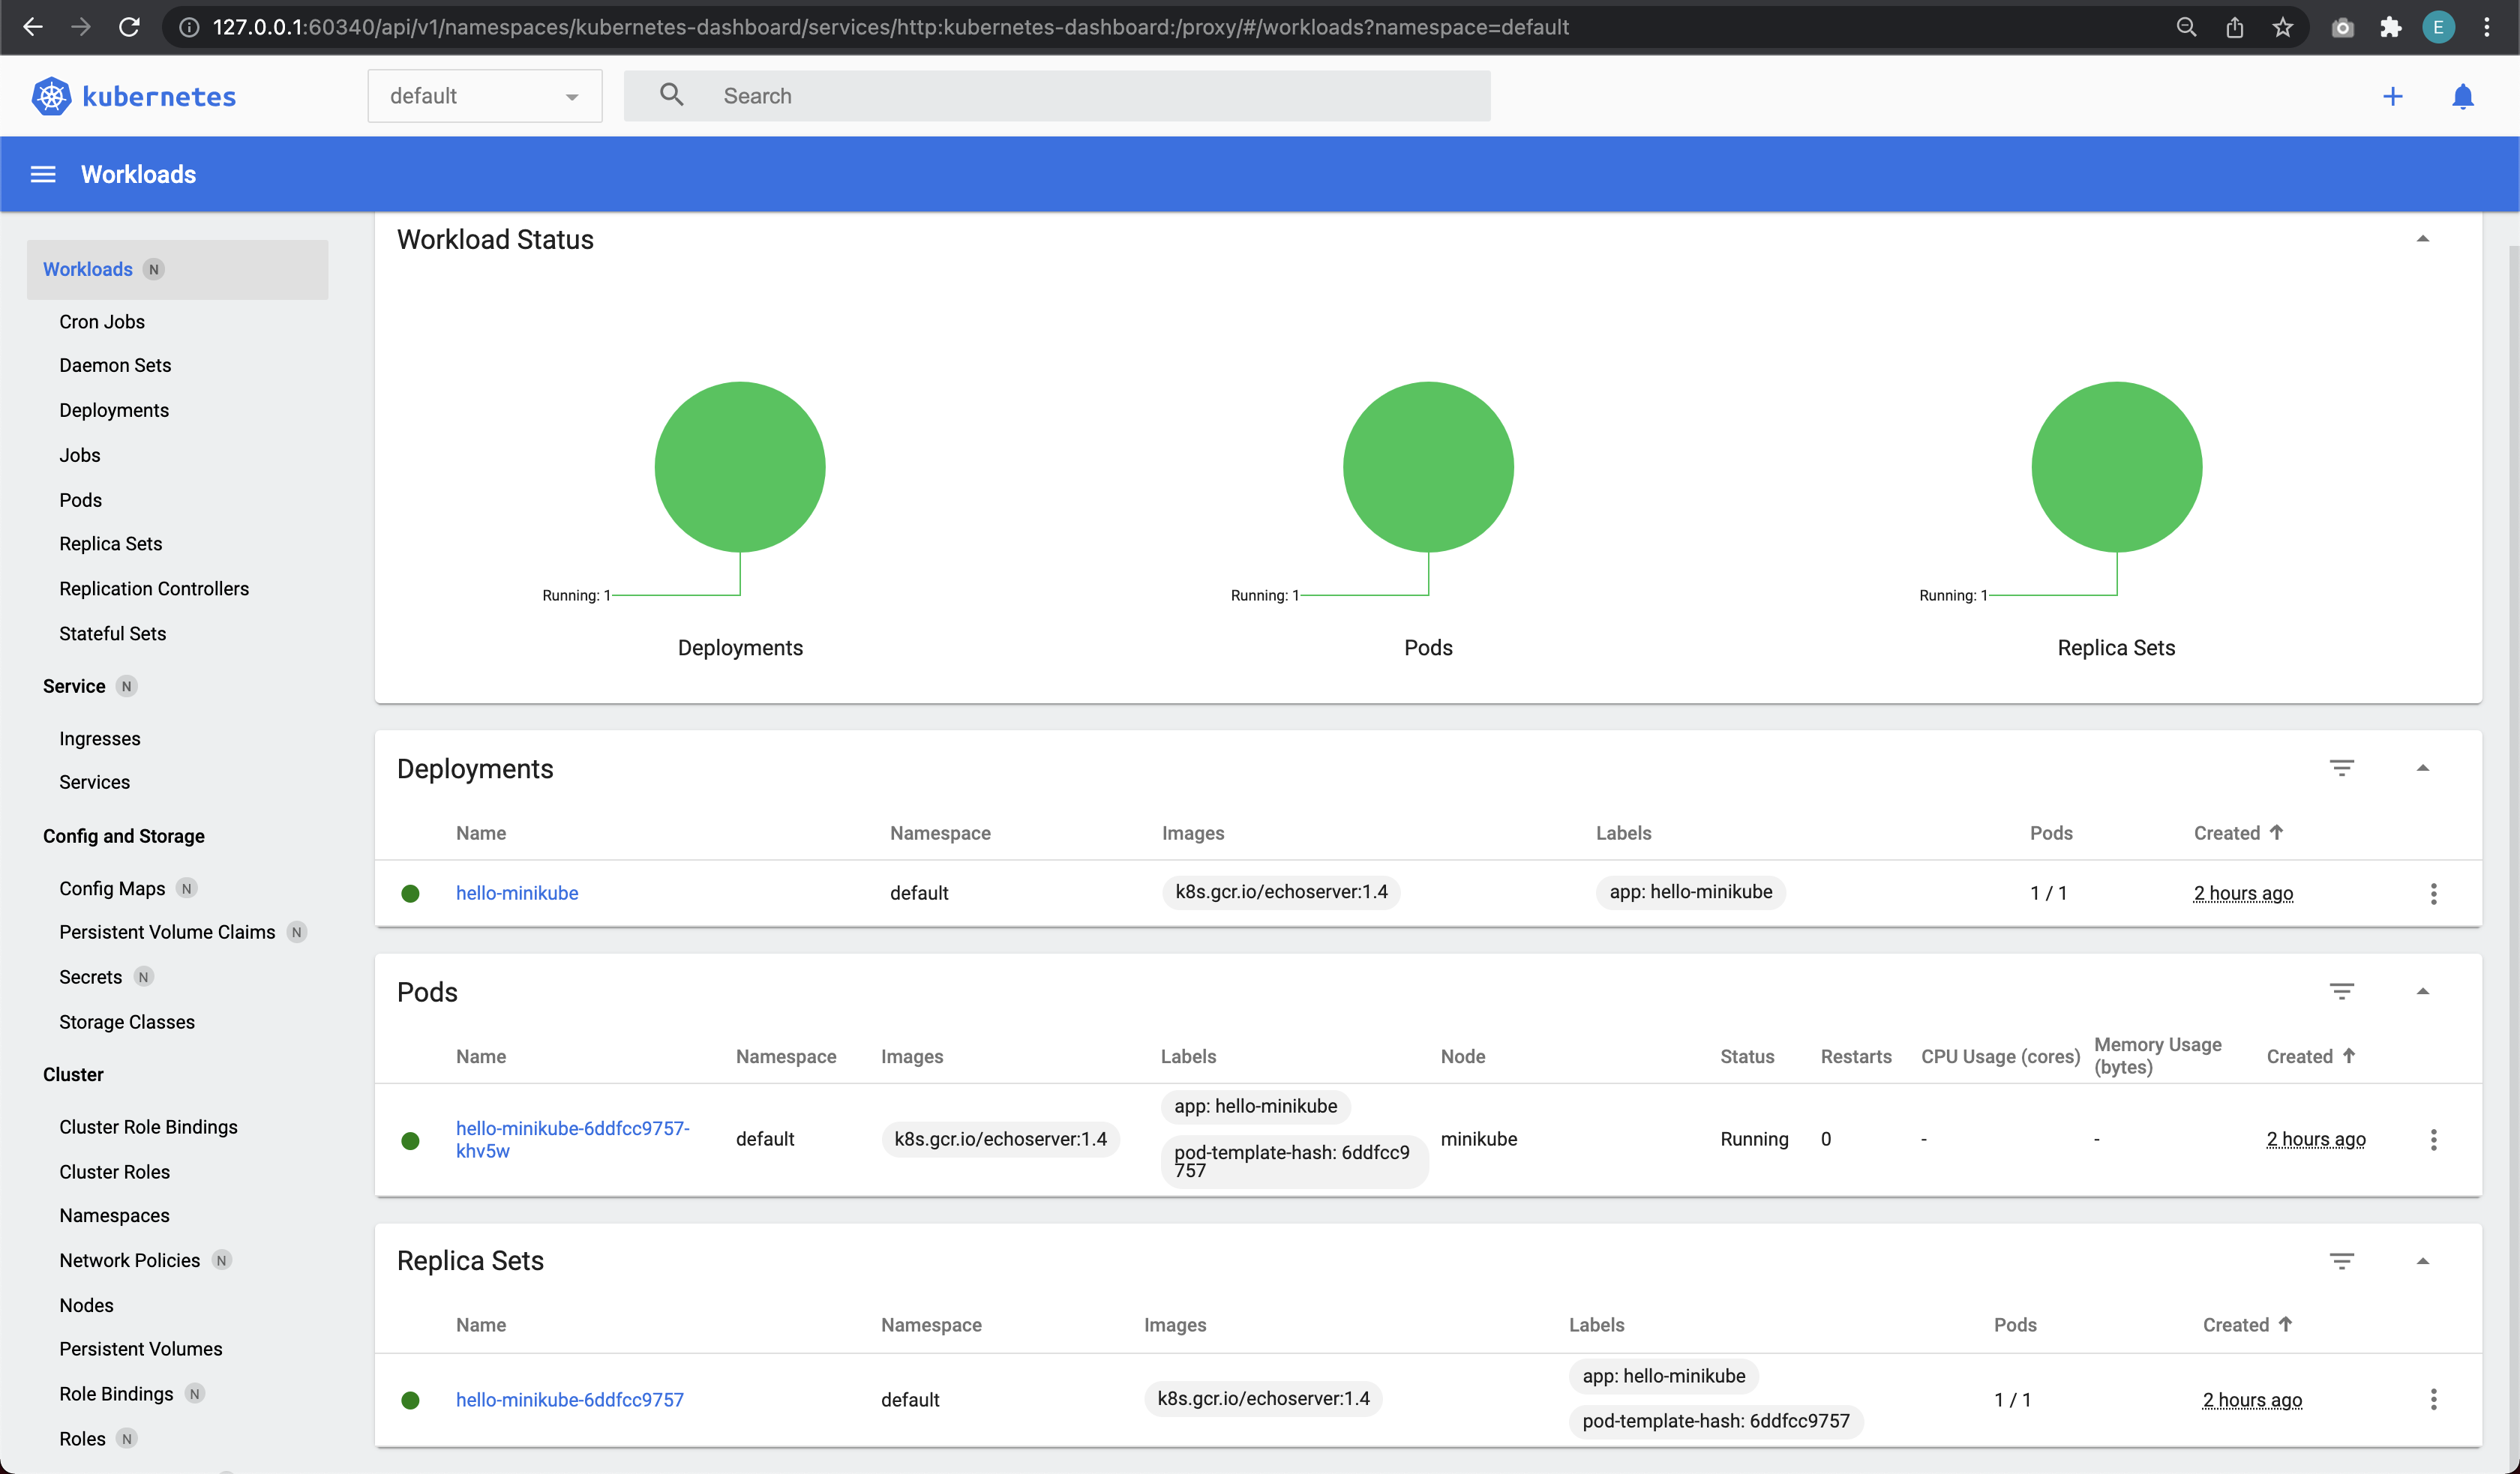 127.0.0.1:60340/api/v1/namespaces/kubernetes-dashboard/services/http:kubernetes-dashboard:/proxy/#/workloads?namespace=default
E
kubernetes
default
Search
Workloads
Workloads N
Cron Jobs
Daemon Sets
Deployments
Jobs
Pods
Replica Sets
Replication Controllers
Stateful Sets
Service N
Ingresses
Services
Config and Storage
Config Maps N
Persistent Volume Claims N
Secrets N
Storage Classes
Cluster
Cluster Role Bindings
Cluster Roles
Namespaces
Network Policies N
Nodes
Persistent Volumes
Role Bindings N
Roles N
Workload Status
Running: 1
Deployments
Running: 1
Pods
Running: 1
Replica Sets
Deployments
Name Namespace Images Labels Pods Created
hello-minikube default k8s.gcr.io/echoserver:1.4 app: hello-minikube 1 / 1 2 hours ago
Pods
Name Namespace Images Labels Node Status Restarts CPU Usage (cores) Memory Usage (bytes) Created
hello-minikube-6ddfcc9757-
khv5w
default
k8s.gcr.io/echoserver:1.4
app: hello-minikube
pod-template-hash: 6ddfcc9
757
minikube
Running
0
-
-
2 hours ago
Replica Sets
Name Namespace Images Labels Pods Created
hello-minikube-6ddfcc9757
default
k8s.gcr.io/echoserver:1.4
app: hello-minikube
pod-template-hash: 6ddfcc9757
1 / 1
2 hours ago